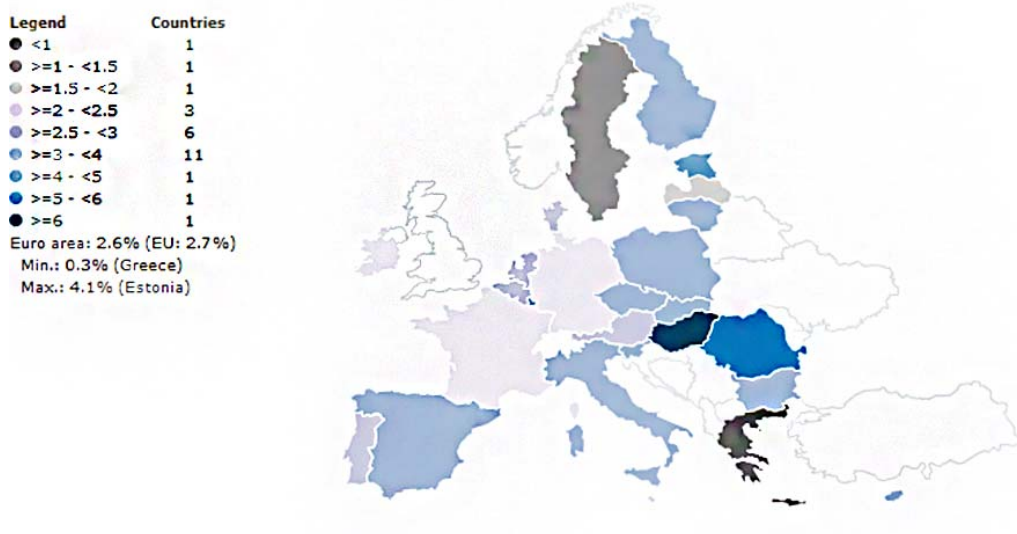 Legend Countries
<1 1
>=1 - <1.5 1
>=1.5 - <2 1
>=2 - <2.5 3
>=2.5 - <3 6
>=3 - <4 11
>=4 - <5 1
>=5 - <6 1
>=6 1
Euro area: 2.6% (EU: 2.7%)
Min.: 0.3% (Greece)
Max.: 4.1% (Estonia)